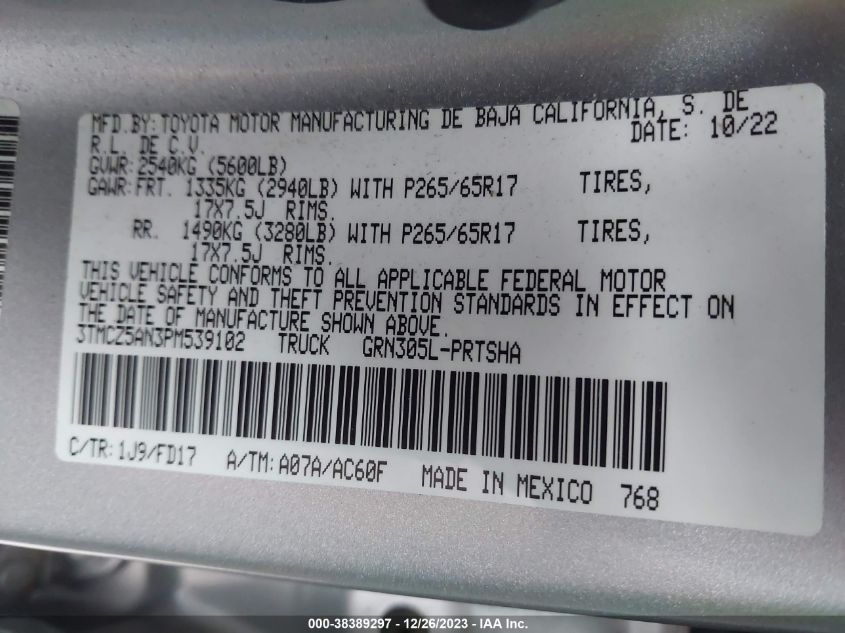 MFD.BY:TOYOTA MOTOR MANUFACTURING DE BAJA CALIFORNIA, S. DE
R.L. DE C.V. DATE: 10/22
GVWR:2540KG (5600LB)
GAWR:FRT. 1335KG (2940LB) WITH P265/65R17 TIRES,
17X7.5J RIMS.
RR. 1490KG (3280LB) WITH P265/65R17 TIRES,
17X7.5J RIMS.
THIS VEHICLE CONFORMS TO ALL APPLICABLE FEDERAL MOTOR
VEHICLE SAFETY AND THEFT PREVENTION STANDARDS IN EFFECT ON
THE DATE OF MANUFACTURE SHOWN ABOVE.
3TMCZ5AN3PM539102 TRUCK GRN305L-PRTSHA
C/TR:1J9/FD17 A/TM:A07A/AC60F MADE IN MEXICO 768
000-38389297 - 12/26/2023 - IAA Inc.